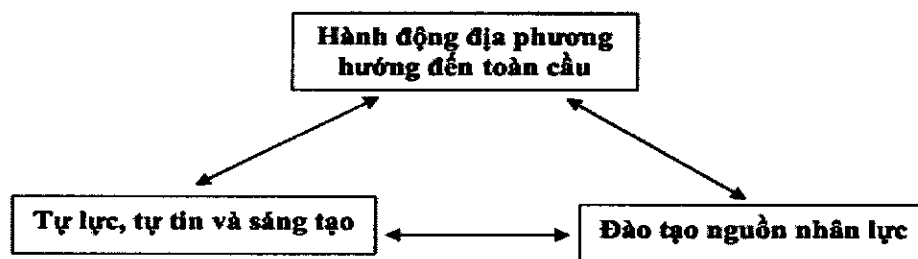 Hành động địa phương
hướng đến toàn cầu
Tự lực, tự tin và sáng tạo
Đào tạo nguồn nhân lực